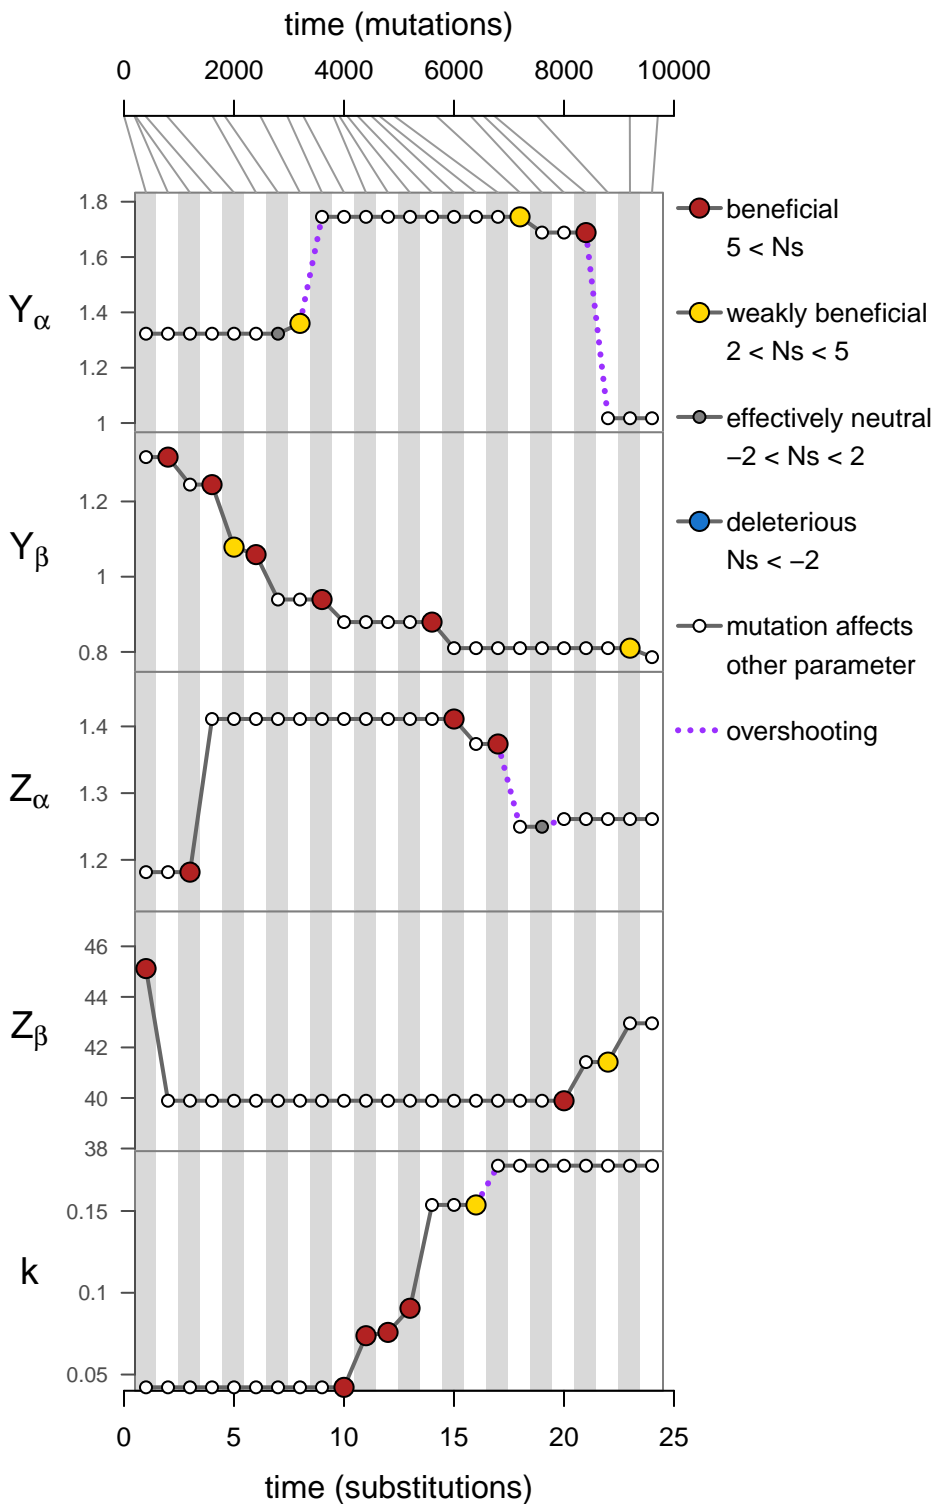 time (mutations)
0 2000 4000 6000 8000 10000
1.8
1.6
1.4
1.2
1
Yα
1.2
1
0.8
Yβ
1.4
1.3
1.2
Zα
46
44
42
40
38
Zβ
0.15
0.1
0.05
k
0 5 10 15 20 25
time (substitutions)
beneficial
5 < Ns
weakly beneficial
2 < Ns < 5
effectively neutral
−2 < Ns < 2
deleterious
Ns < −2
mutation affects
other parameter
overshooting